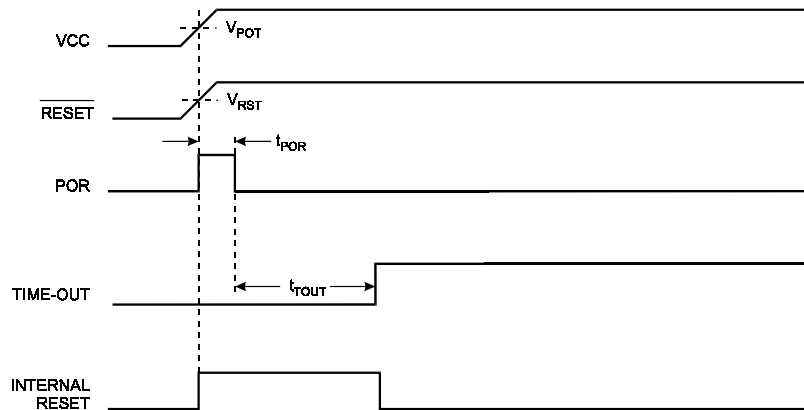 VCC
VPOT
RESET
VRST
tPOR
POR
tTOUT
TIME-OUT
INTERNAL
RESET